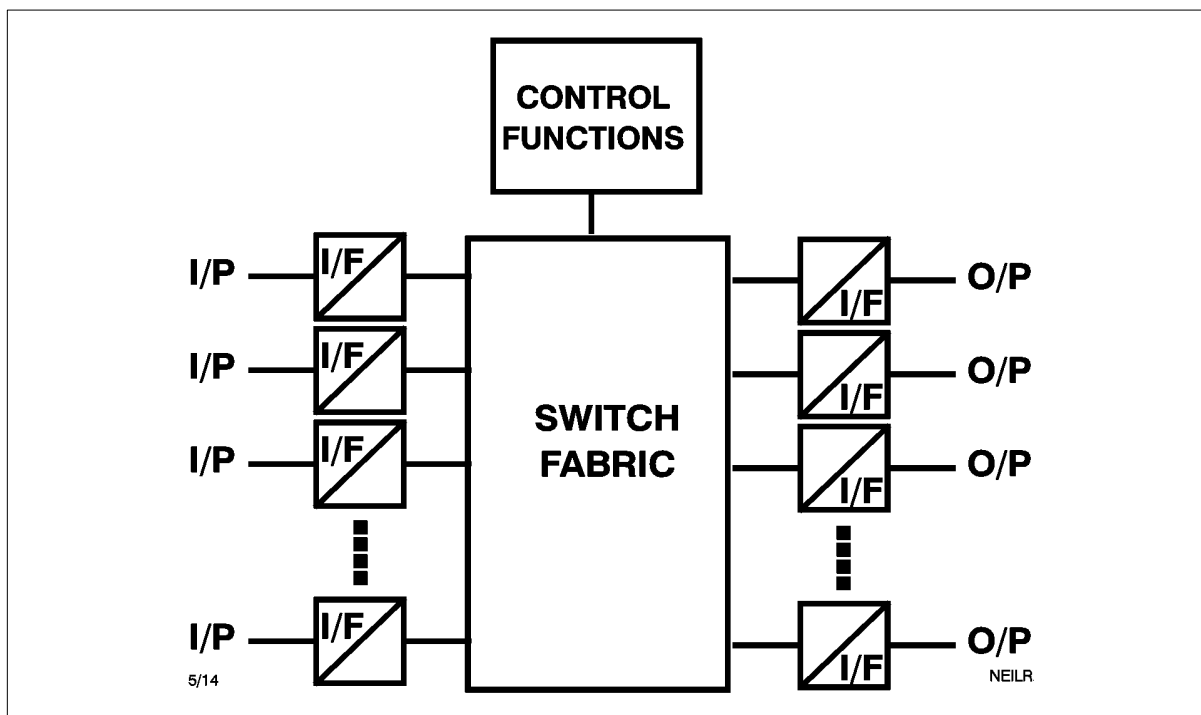 CONTROL
FUNCTIONS
I/P
I/F
I/F
O/P
I/P
I/F
I/F
O/P
I/P
I/F
SWITCH
FABRIC
I/F
O/P
I/P
I/F
I/F
O/P
5/14
NEILR